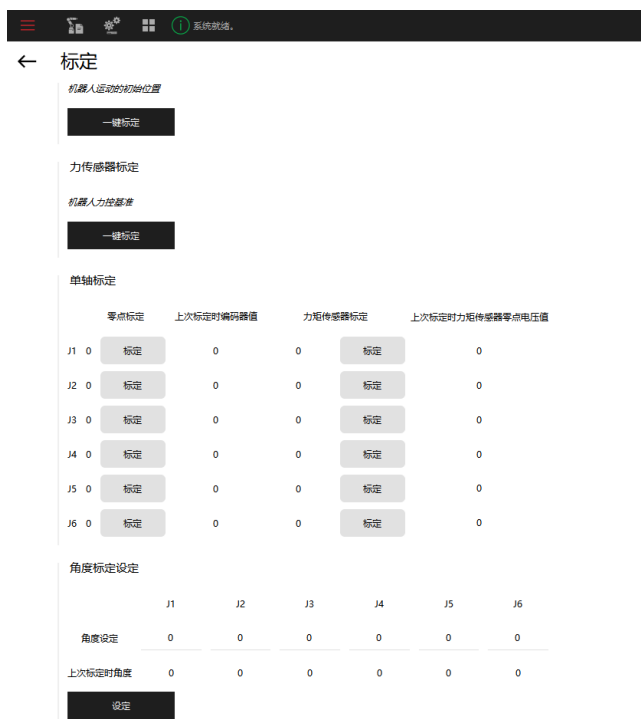 系统就绪。
标定
机器人运动的初始位置
一键标定
力传感器标定
机器人力控基准
一键标定
单轴标定
零点标定 上次标定时编码器值 力矩传感器标定 上次标定时力矩传感器零点电压值
J1 0 标定 0 0 标定 0
J2 0 标定 0 0 标定 0
J3 0 标定 0 0 标定 0
J4 0 标定 0 0 标定 0
J5 0 标定 0 0 标定 0
J6 0 标定 0 0 标定 0
角度标定设定
J1 J2 J3 J4 J5 J6
角度设定 0 0 0 0 0 0
上次标定时角度 0 0 0 0 0 0
设定